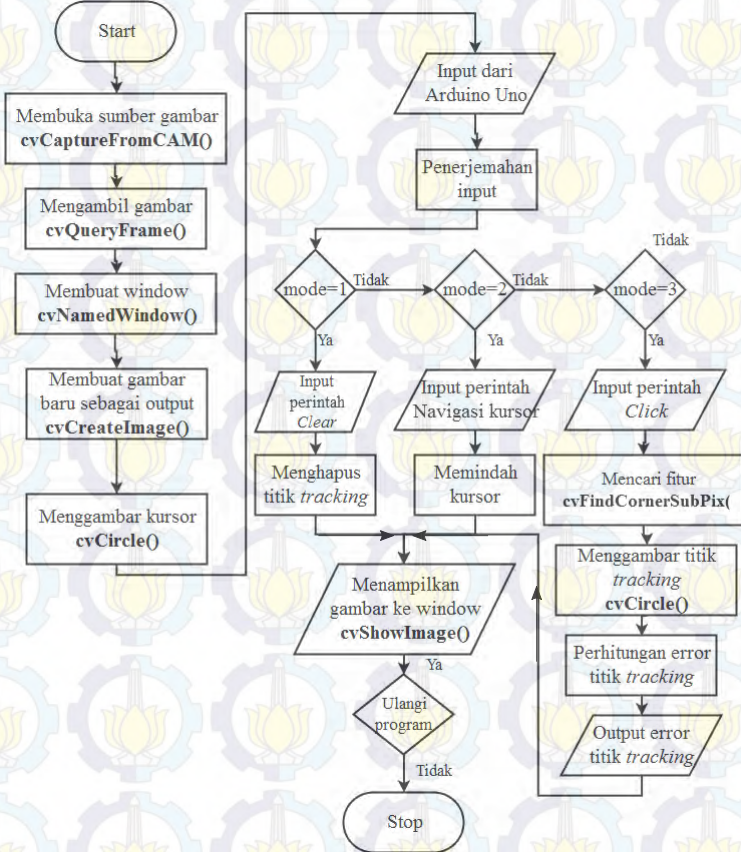 Start
Membuka sumber gambar
cvCaptureFromCAM()
Mengambil gambar
cvQueryFrame()
Membuat window
cvNamedWindow()
Membuat gambar
baru sebagai output
cvCreateImage()
Menggambar kursor
cvCircle()
Input dari
Arduino Uno
Penerjemahan
input
mode=1
Tidak
mode=2
Tidak
mode=3
Tidak
Ya
Ya
Ya
Input
perintah
Clear
Input perintah
Navigasi kursor
Input perintah
Click
Menghapus
titik tracking
Memindah
kursor
Mencari fitur
cvFindCornerSubPix(
Menggambar titik
tracking
cvCircle()
Perhitungan error
titik tracking
Output error
titik tracking
Menampilkan
gambar ke window
cvShowImage()
Ya
Ulangi
program
Tidak
Stop